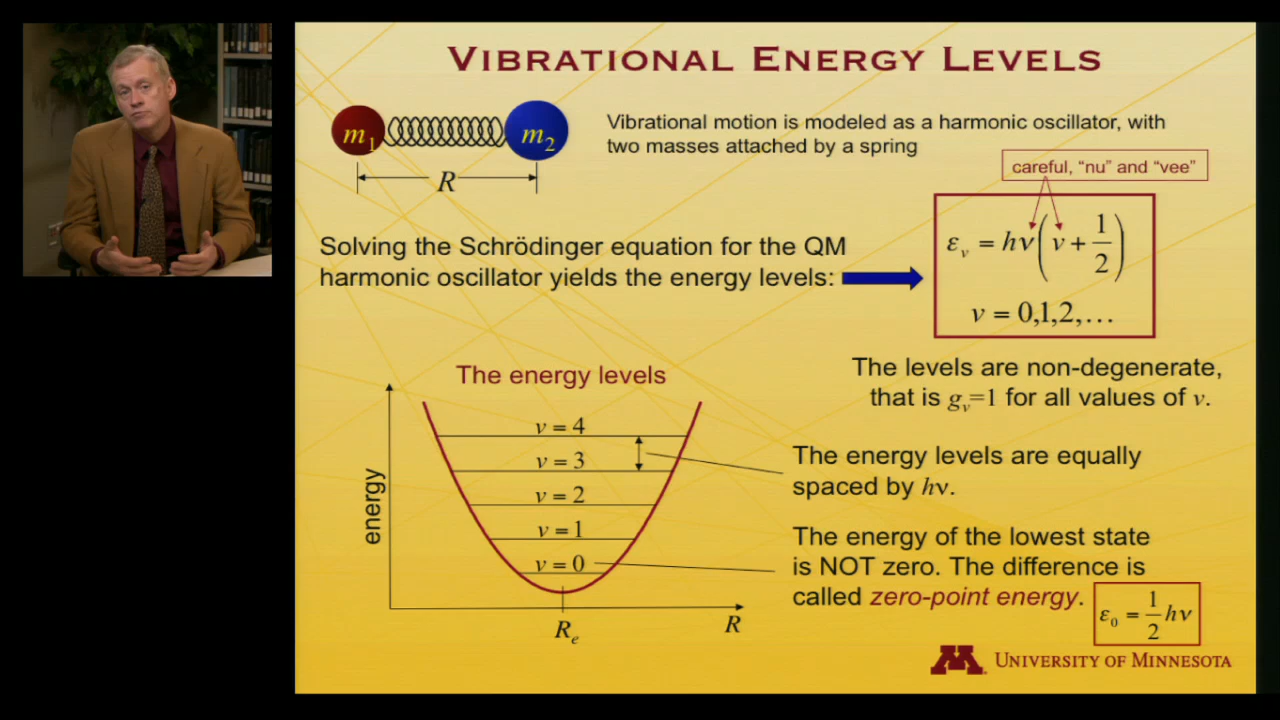 VIBRATIONAL ENERGY LEVELS
m₁
m₂
R
Vibrational motion is modeled as a harmonic oscillator, with
two masses attached by a spring
careful, “nu” and “vee”
Solving the Schrödinger equation for the QM
harmonic oscillator yields the energy levels:
εᵥ = hν(v + 1/2)
v = 0,1,2,…
The levels are non-degenerate,
that is gᵥ=1 for all values of v.
The energy levels
energy
v = 4
v = 3
v = 2
v = 1
v = 0
Rₑ
R
The energy levels are equally
spaced by hν.
The energy of the lowest state
is NOT zero. The difference is
called zero-point energy.
ε₀ = 1/2 hν
M
UNIVERSITY OF MINNESOTA